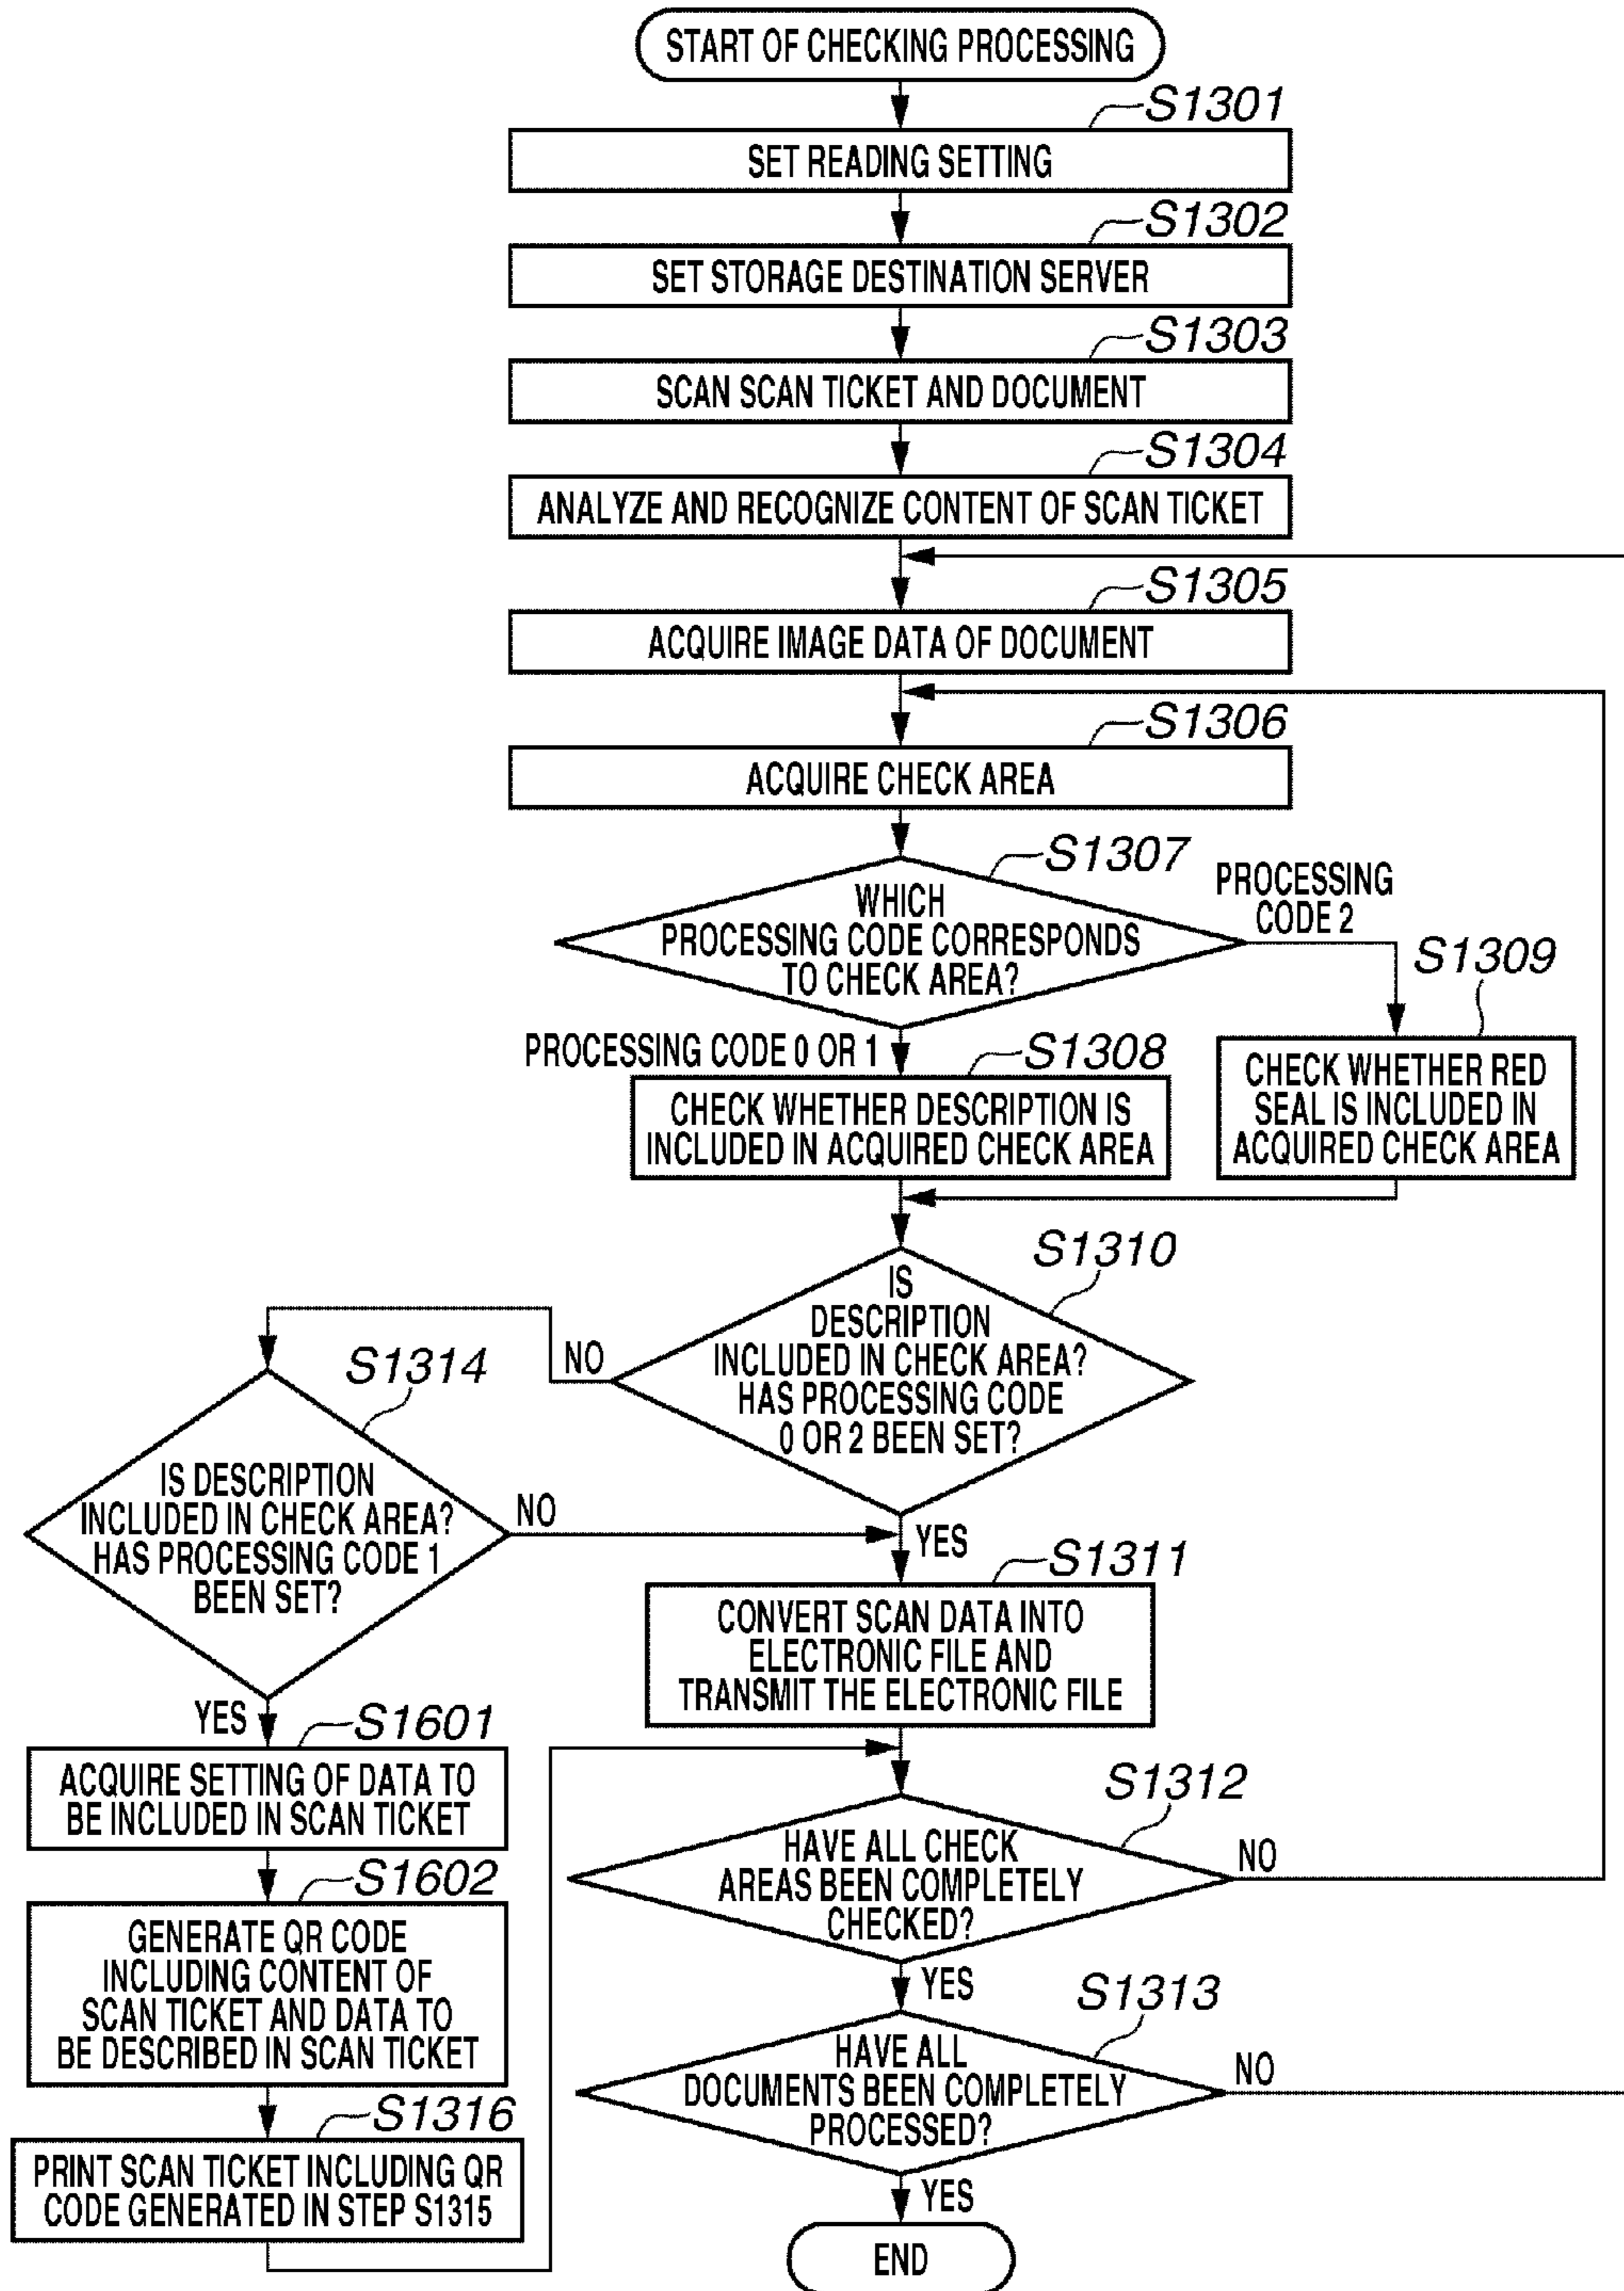 START OF CHECKING PROCESSING
S1301
SET READING SETTING
S1302
SET STORAGE DESTINATION SERVER
S1303
SCAN SCAN TICKET AND DOCUMENT
S1304
ANALYZE AND RECOGNIZE CONTENT OF SCAN TICKET
S1305
ACQUIRE IMAGE DATA OF DOCUMENT
S1306
ACQUIRE CHECK AREA
S1307
WHICH
PROCESSING CODE CORRESPONDS
TO CHECK AREA?
PROCESSING
CODE 2
S1309
CHECK WHETHER RED
SEAL IS INCLUDED IN
ACQUIRED CHECK AREA
PROCESSING CODE 0 OR 1
S1308
CHECK WHETHER DESCRIPTION IS
INCLUDED IN ACQUIRED CHECK AREA
S1310
IS
DESCRIPTION
INCLUDED IN CHECK AREA?
HAS PROCESSING CODE
0 OR 2 BEEN SET?
NO
S1314
IS DESCRIPTION
INCLUDED IN CHECK AREA?
HAS PROCESSING CODE 1
BEEN SET?
NO
YES
S1311
CONVERT SCAN DATA INTO
ELECTRONIC FILE AND
TRANSMIT THE ELECTRONIC FILE
YES
S1601
ACQUIRE SETTING OF DATA TO
BE INCLUDED IN SCAN TICKET
S1602
GENERATE QR CODE
INCLUDING CONTENT OF
SCAN TICKET AND DATA TO
BE DESCRIBED IN SCAN TICKET
S1316
PRINT SCAN TICKET INCLUDING QR
CODE GENERATED IN STEP S1315
S1312
HAVE ALL CHECK
AREAS BEEN COMPLETELY
CHECKED?
NO
YES
S1313
HAVE ALL
DOCUMENTS BEEN COMPLETELY
PROCESSED?
NO
YES
END